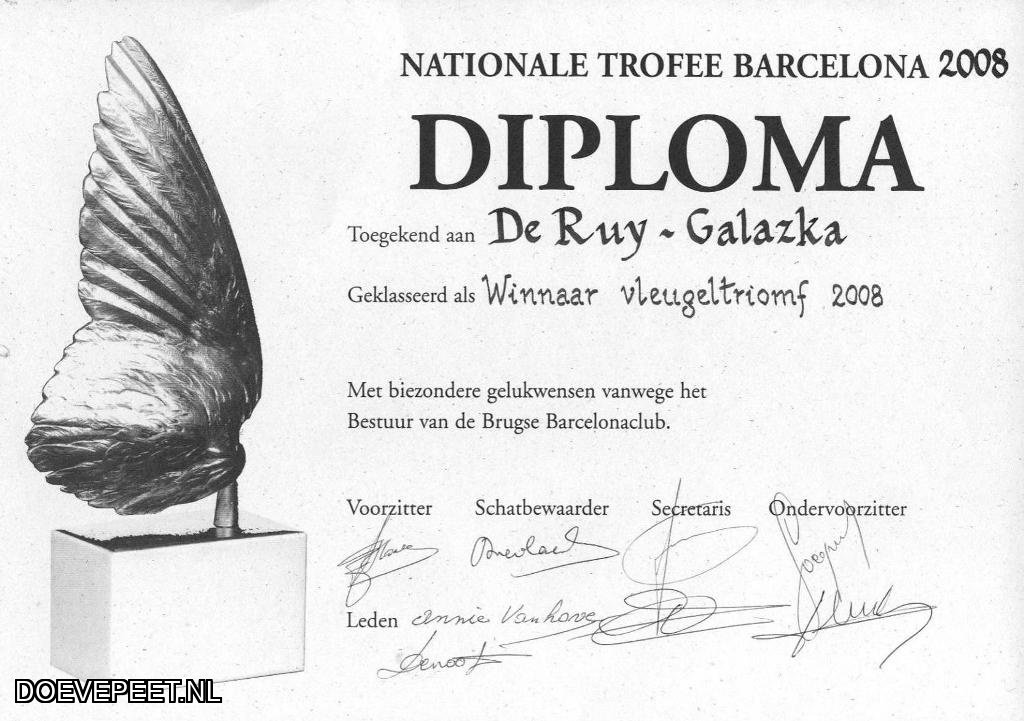 NATIONALE TROFEE BARCELONA 2008
DIPLOMA
Toegekend aan De Ruy - Galazka
Geklasseerd als Winnaar vleugeltriomf 2008
Met biezondere gelukwensen vanwege het
Bestuur van de Brugse Barcelonaclub.
Voorzitter Schatbewaarder Secretaris Ondervoorzitter
Leden Annie Vanhove
DOEVEPEET.NL